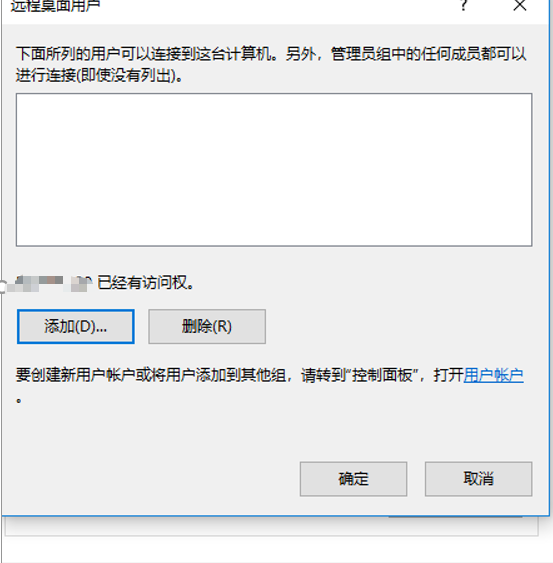 远程桌面用户
?
下面所列的用户可以连接到这台计算机。另外，管理员组中的任何成员都可以
进行连接(即使没有列出)。
已经有访问权。
添加(D)...
删除(R)
要创建新用户帐户或将用户添加到其他组，请转到“控制面板”，打开用户帐户
。
确定
取消